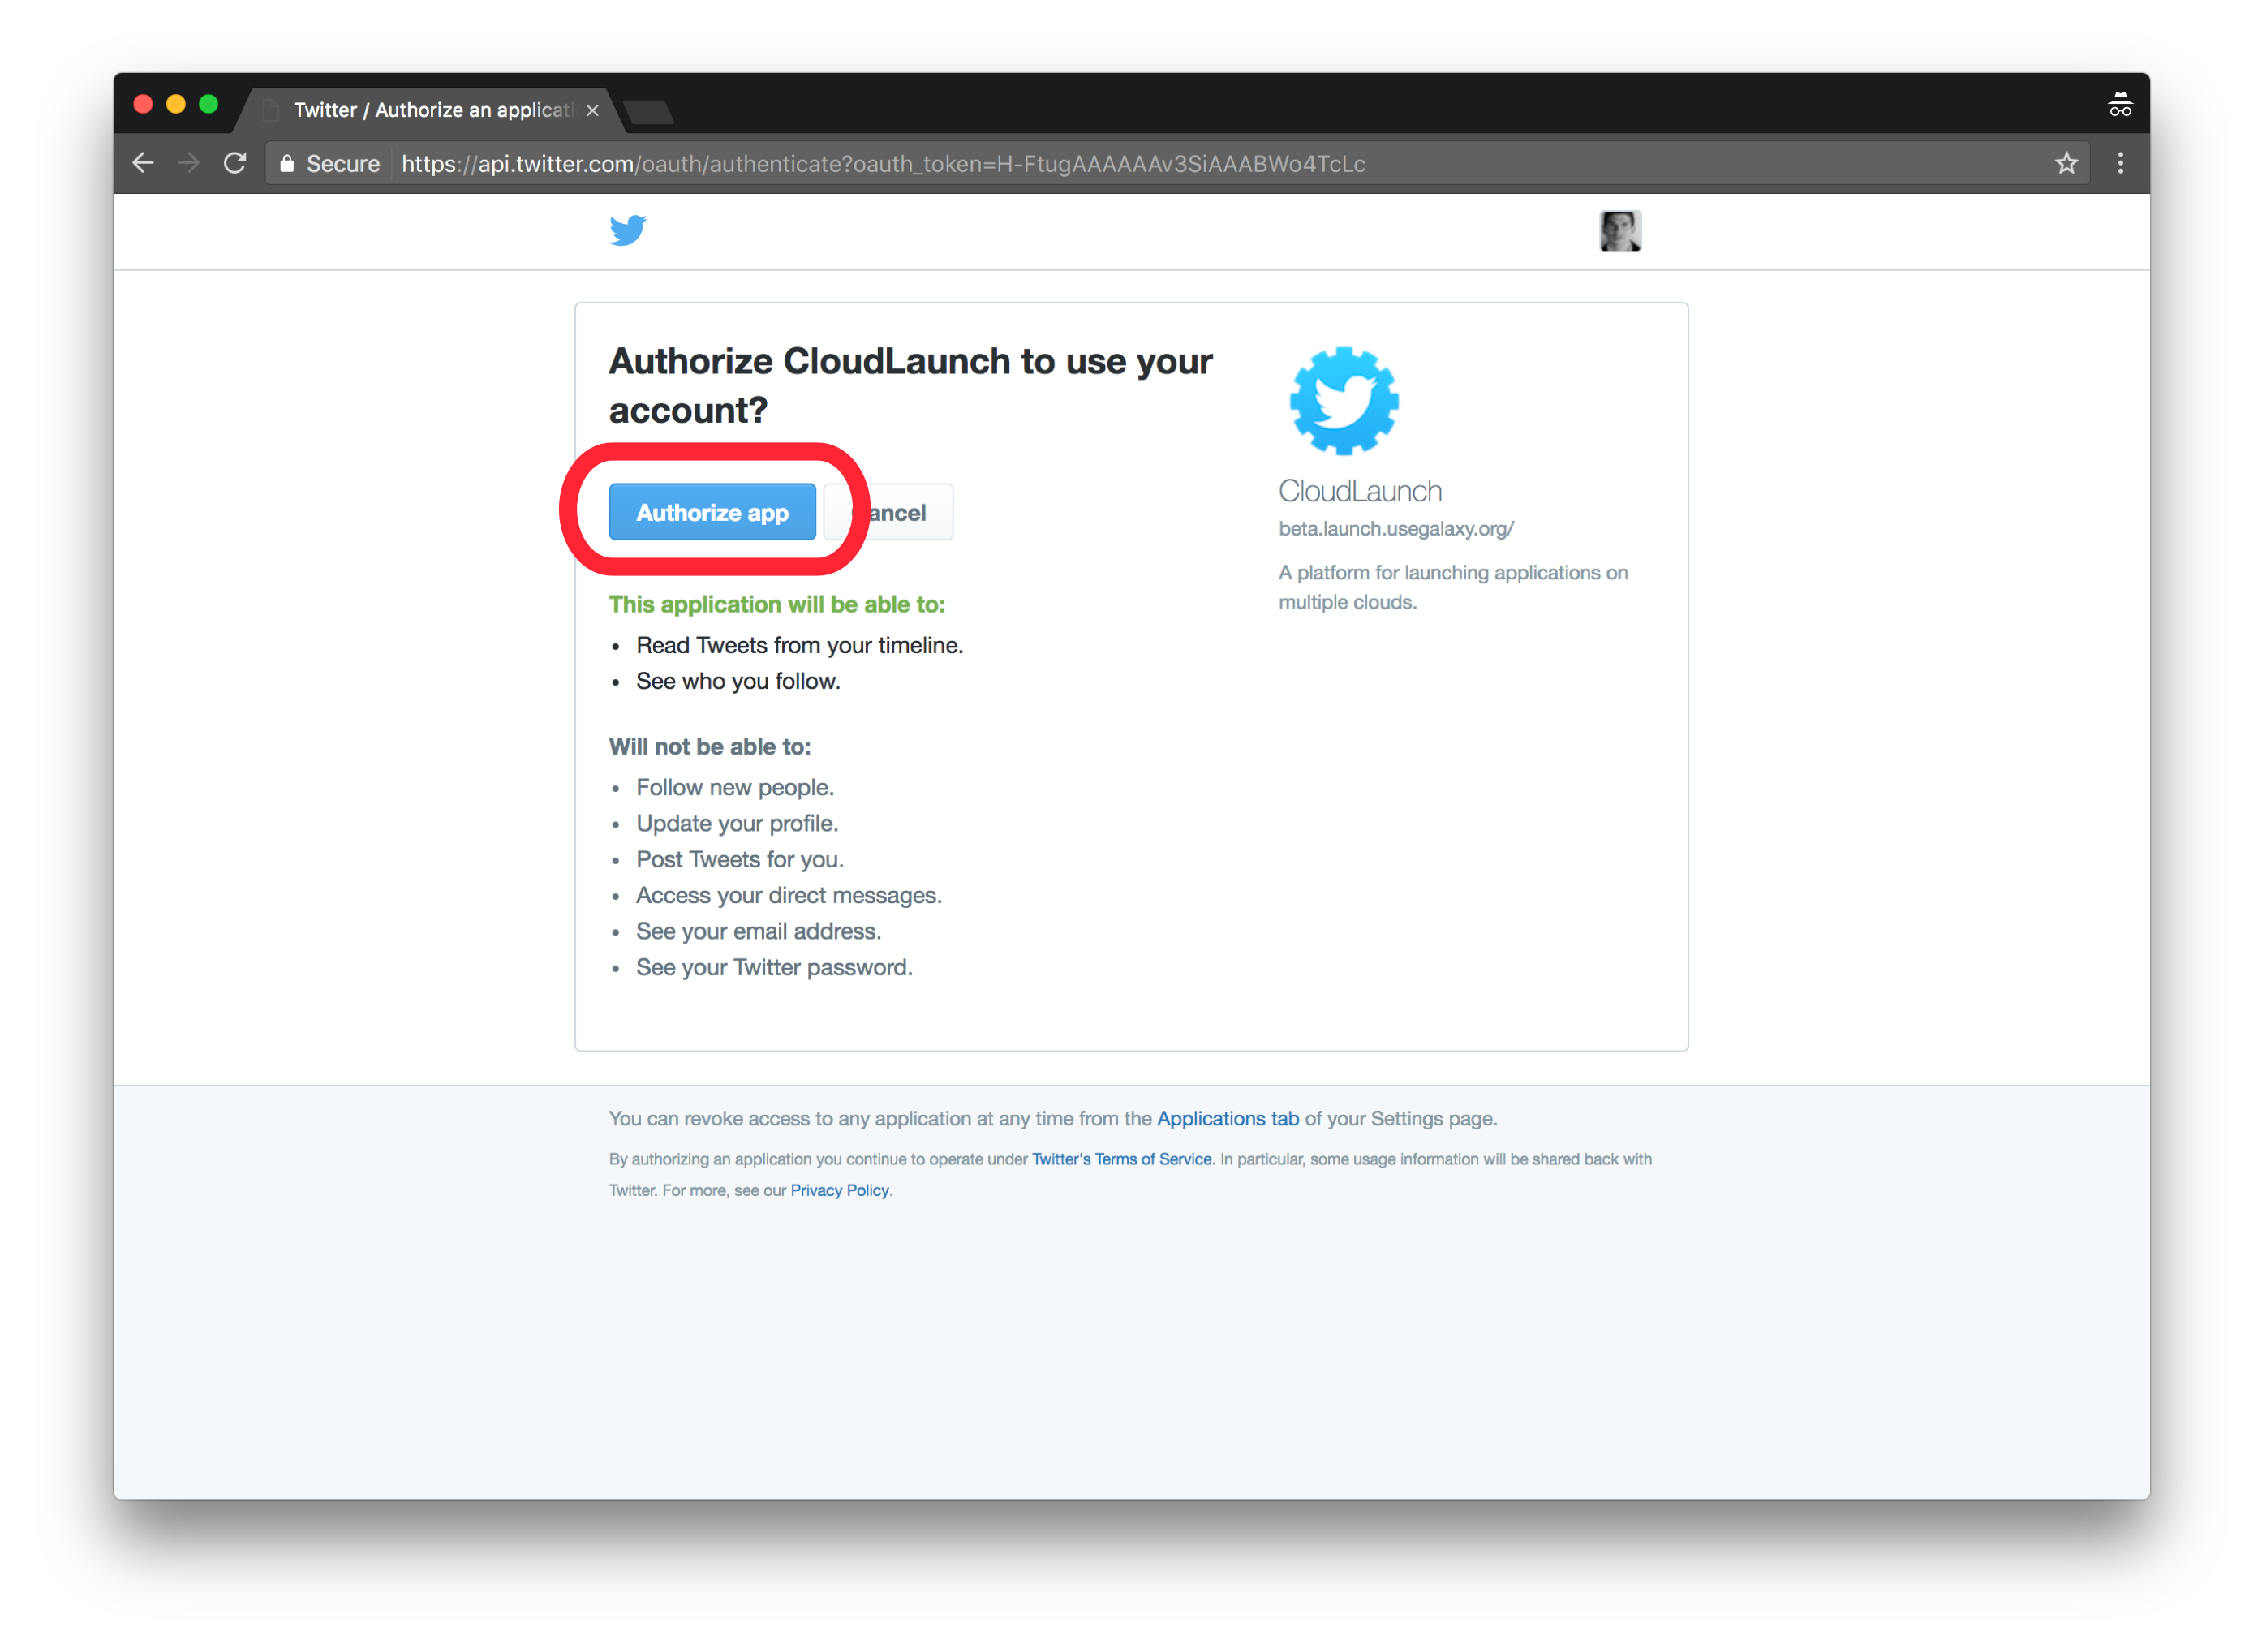 Twitter / Authorize an applicati
Secure https://api.twitter.com/oauth/authenticate?oauth_token=H-FtugAAAAAAv3SiAAABWo4TcLc
Authorize CloudLaunch to use your
account?
Authorize app
ancel
This application will be able to:
• Read Tweets from your timeline.
• See who you follow.
Will not be able to:
• Follow new people.
• Update your profile.
• Post Tweets for you.
• Access your direct messages.
• See your email address.
• See your Twitter password.
CloudLaunch
beta.launch.usegalaxy.org/
A platform for launching applications on
multiple clouds.
You can revoke access to any application at any time from the Applications tab of your Settings page.
By authorizing an application you continue to operate under Twitter's Terms of Service. In particular, some usage information will be shared back with
Twitter. For more, see our Privacy Policy.